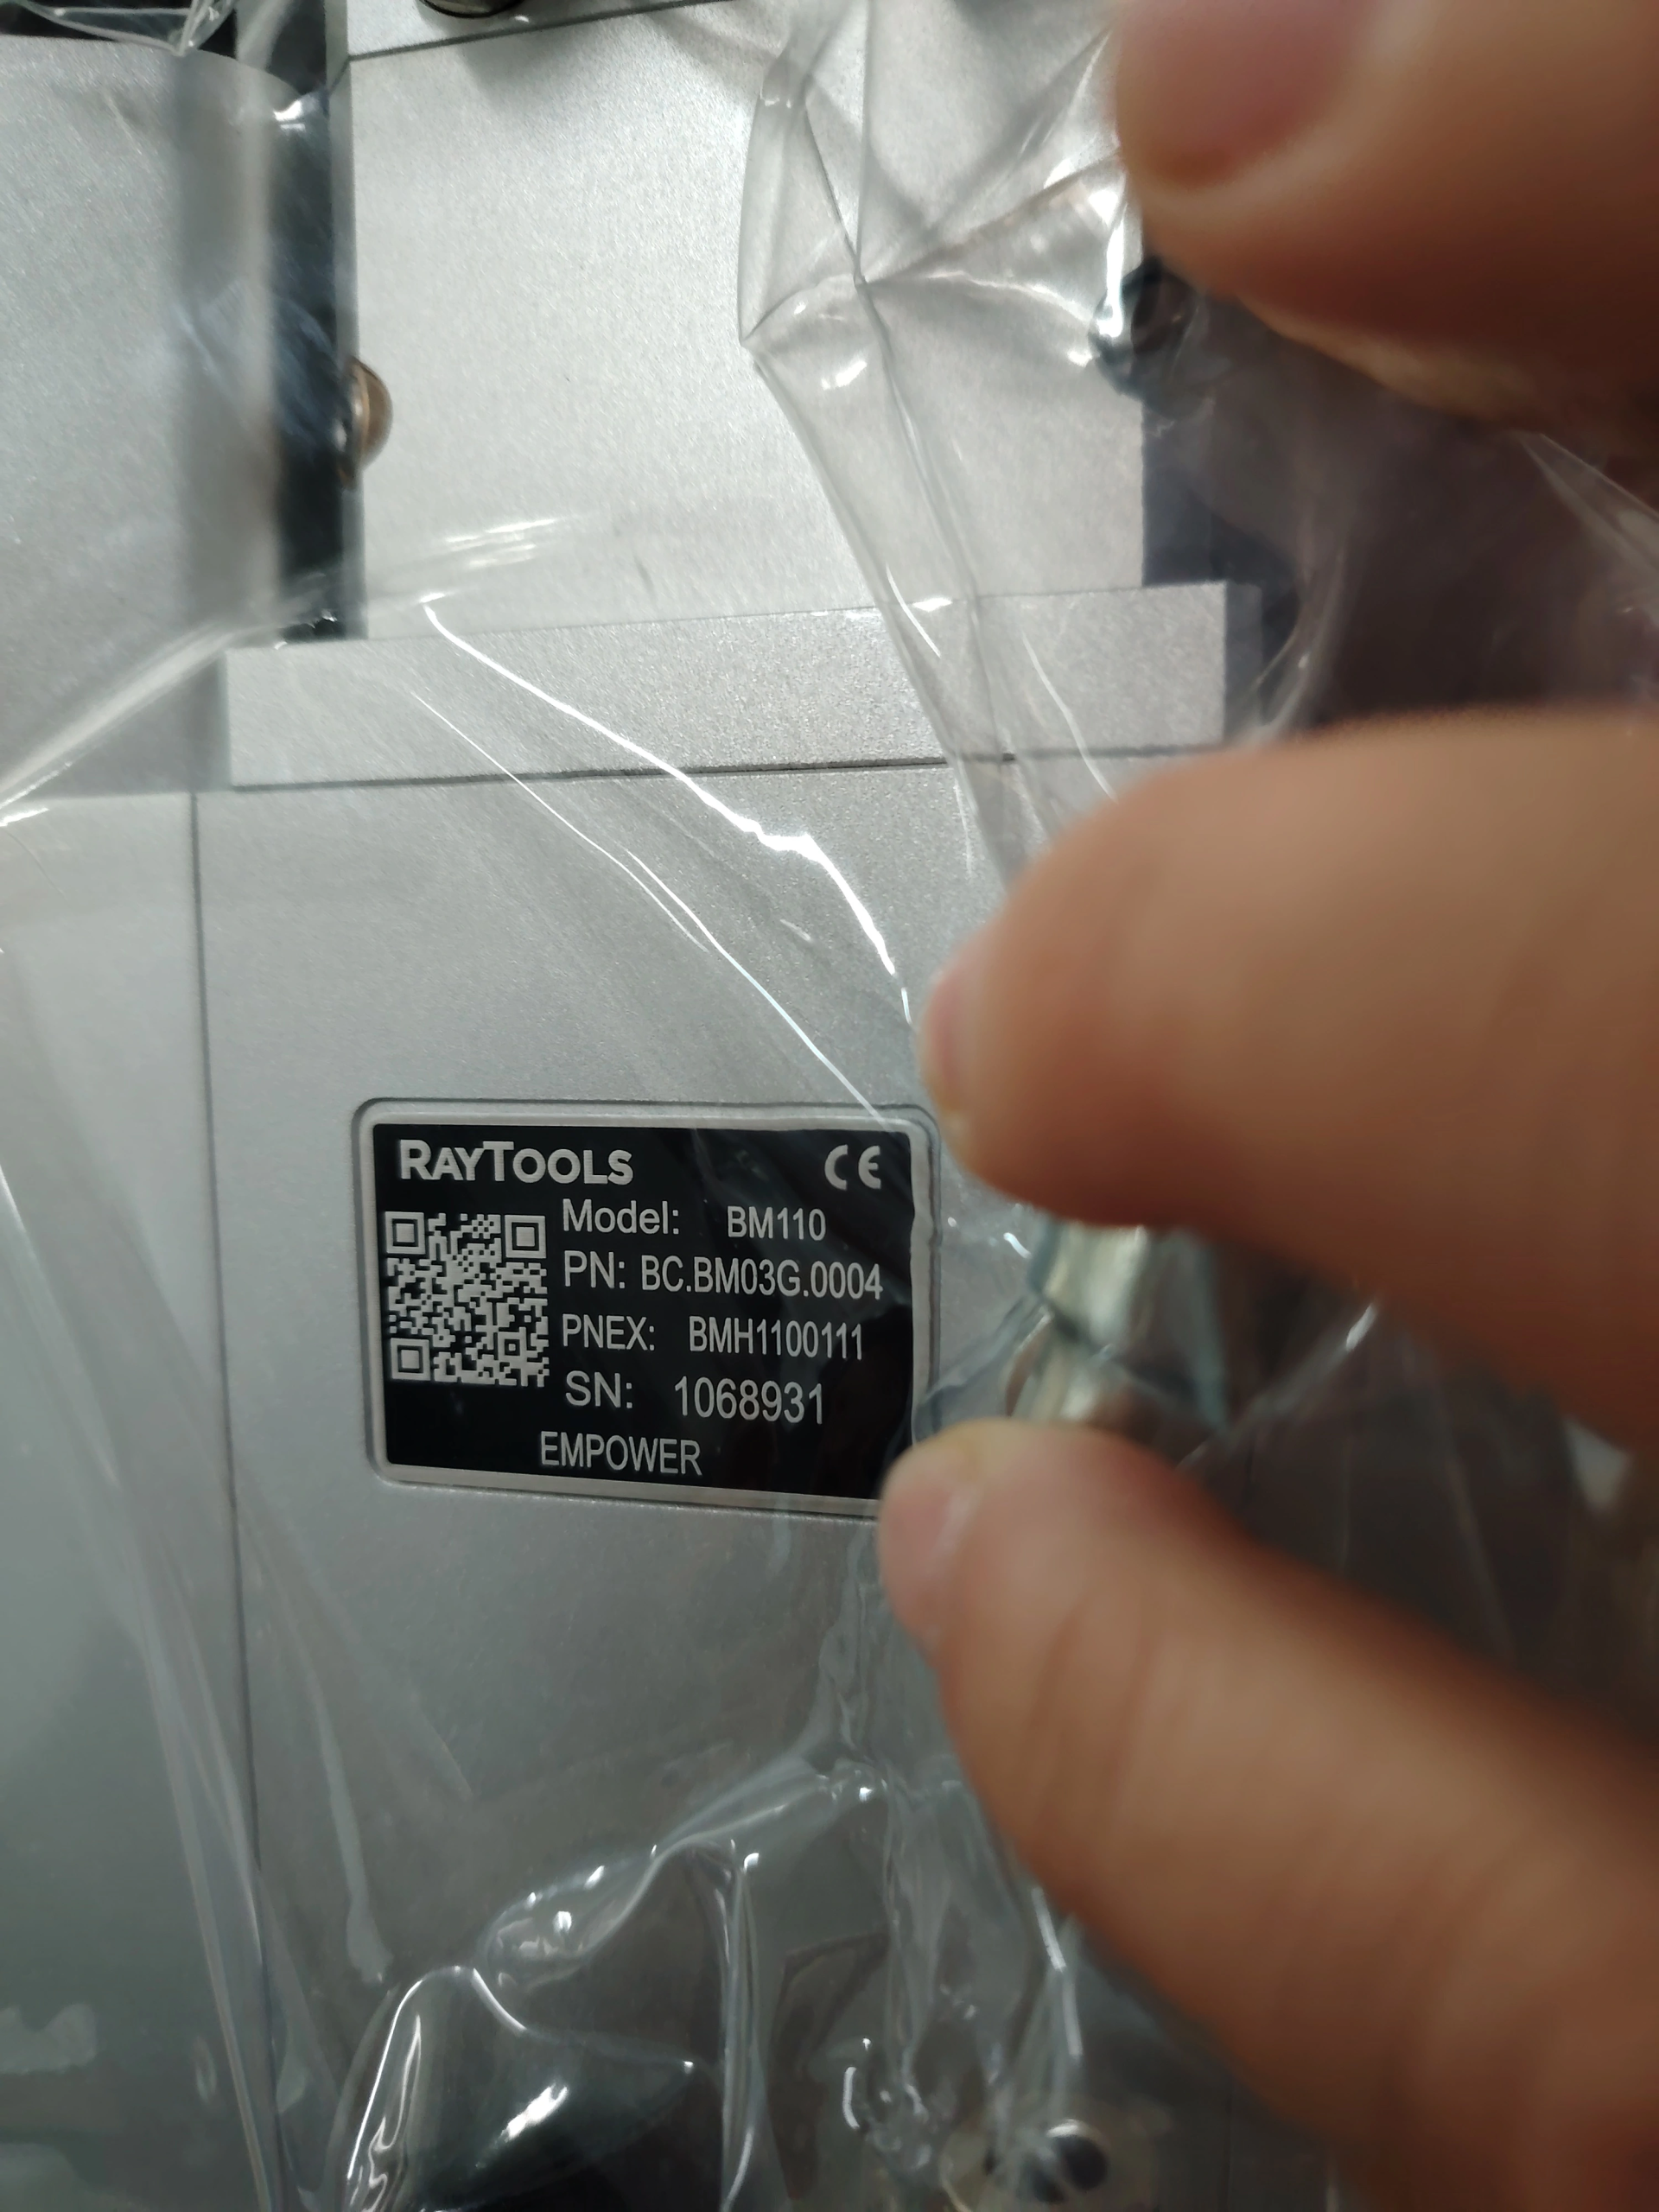 RAYTOOLS CE
Model: BM110
PN: BC.BM03G.0004
PNEX: BMH1100111
SN: 1068931
EMPOWER